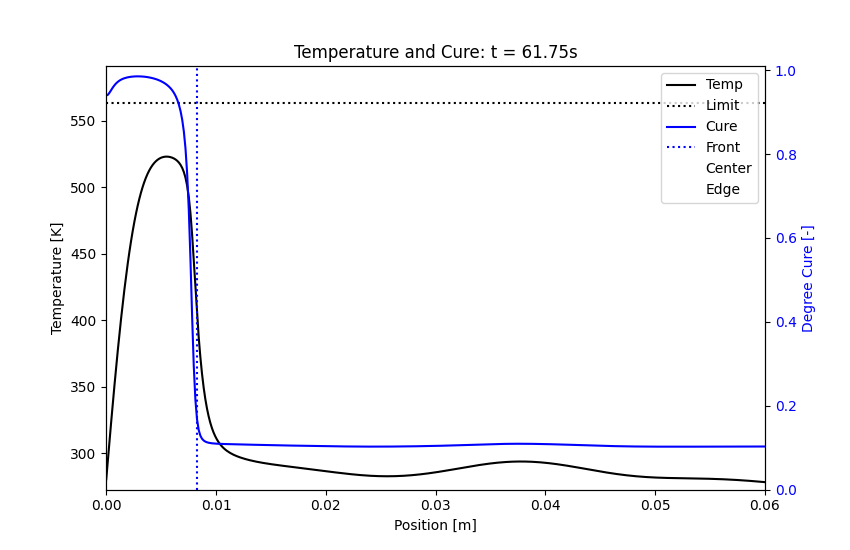 Temperature and Cure: t = 61.75s
Temp
Limit
Cure
Front
Center
Edge
550
500
450
400
350
300
Temperature [K]
1.0
0.8
0.6
0.4
0.2
0.0
Degree Cure [-]
0.00 0.01 0.02 0.03 0.04 0.05 0.06
Position [m]